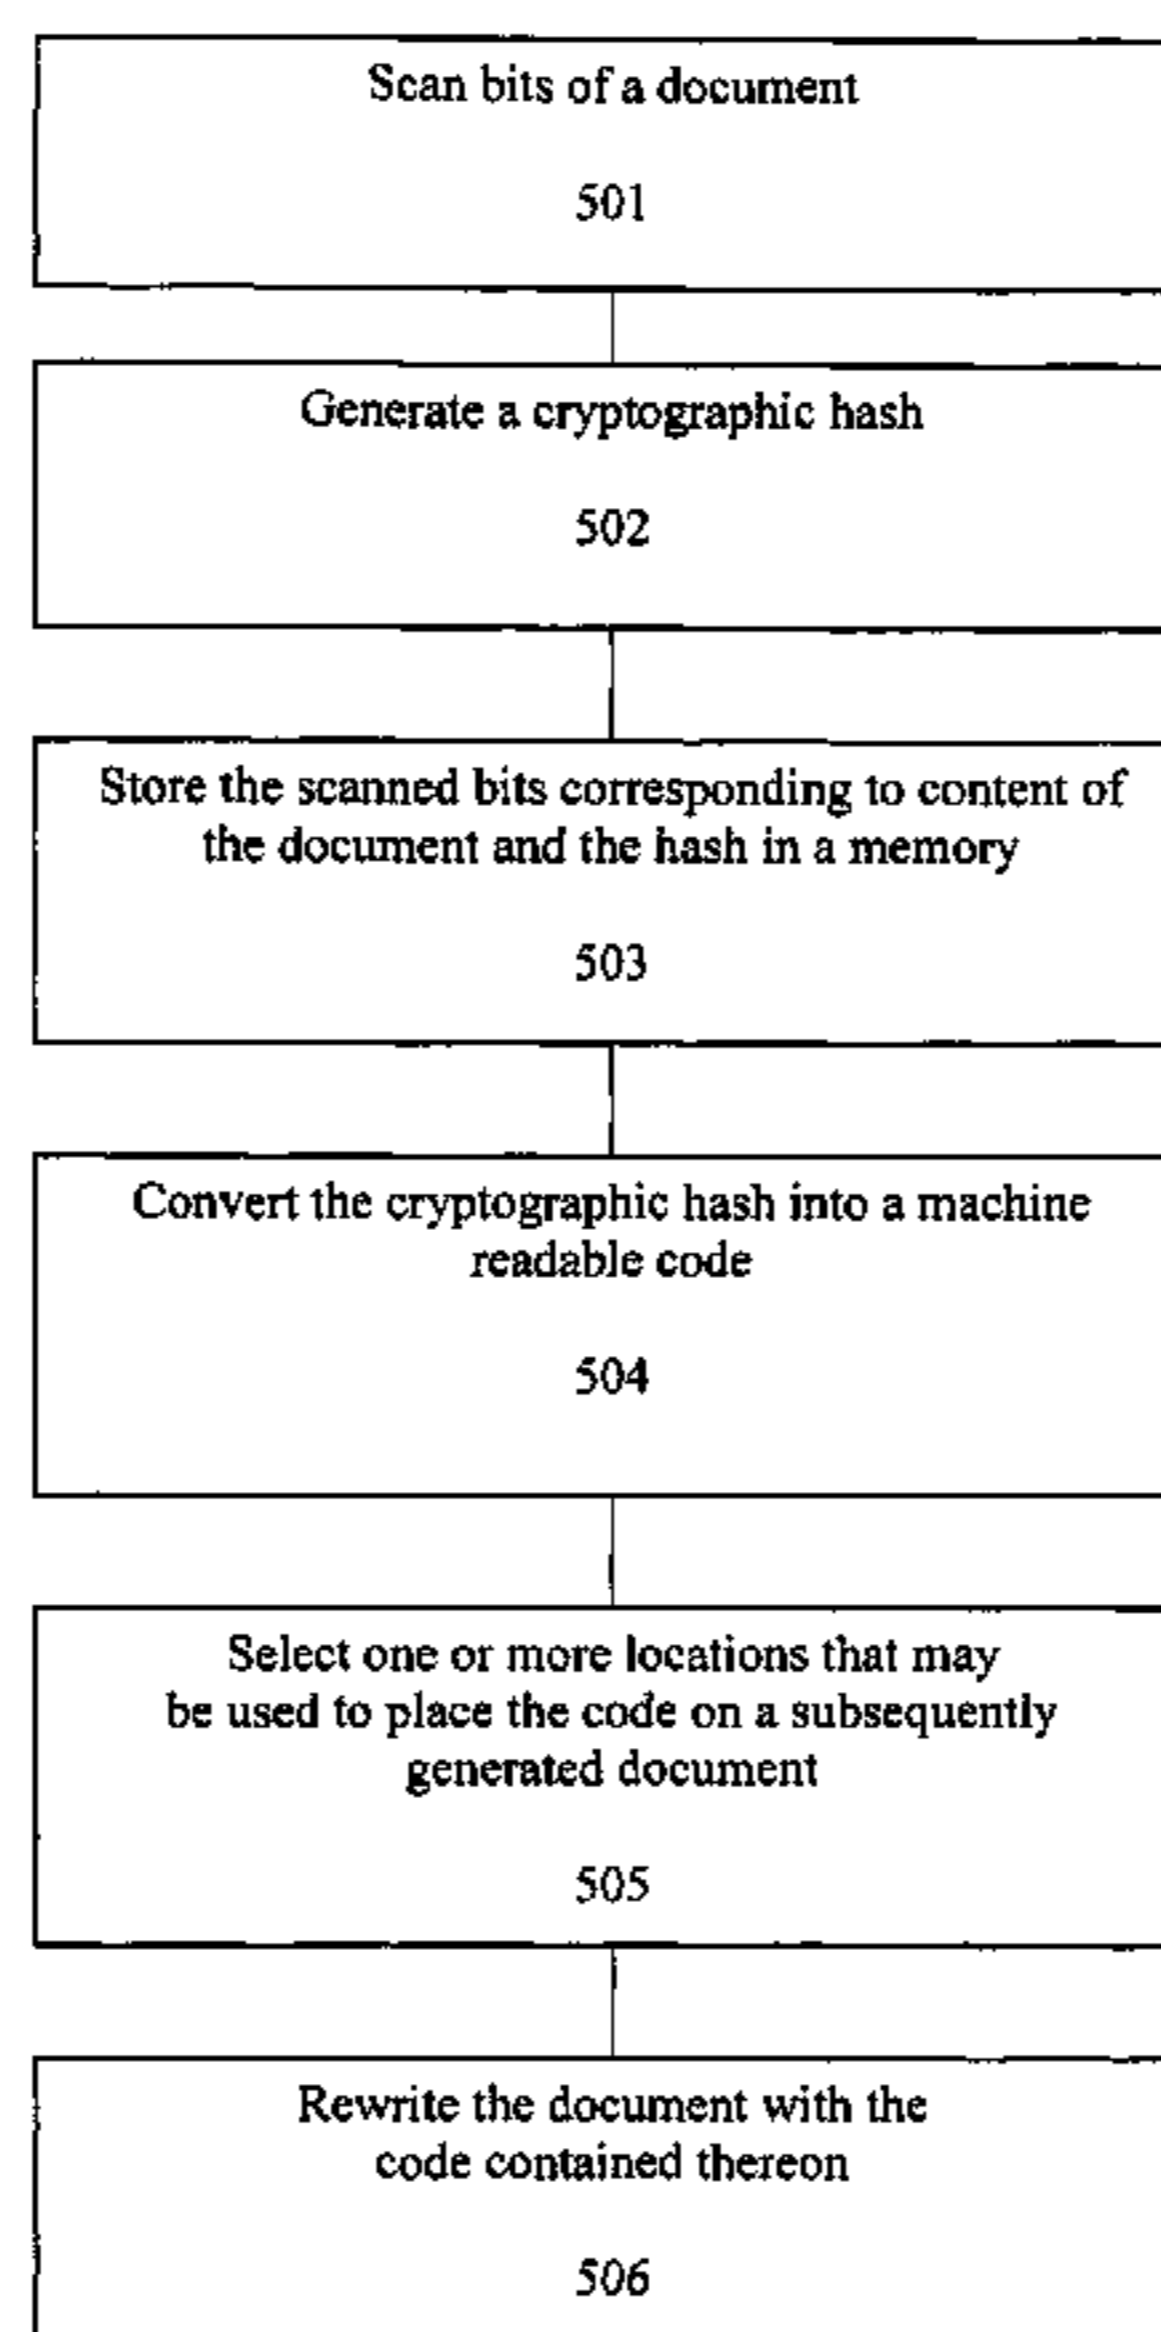 Scan bits of a document
501
Generate a cryptographic hash
502
Store the scanned bits corresponding to content of
the document and the hash in a memory
503
Convert the cryptographic hash into a machine
readable code
504
Select one or more locations that may
be used to place the code on a subsequently
generated document
505
Rewrite the document with the
code contained thereon
506